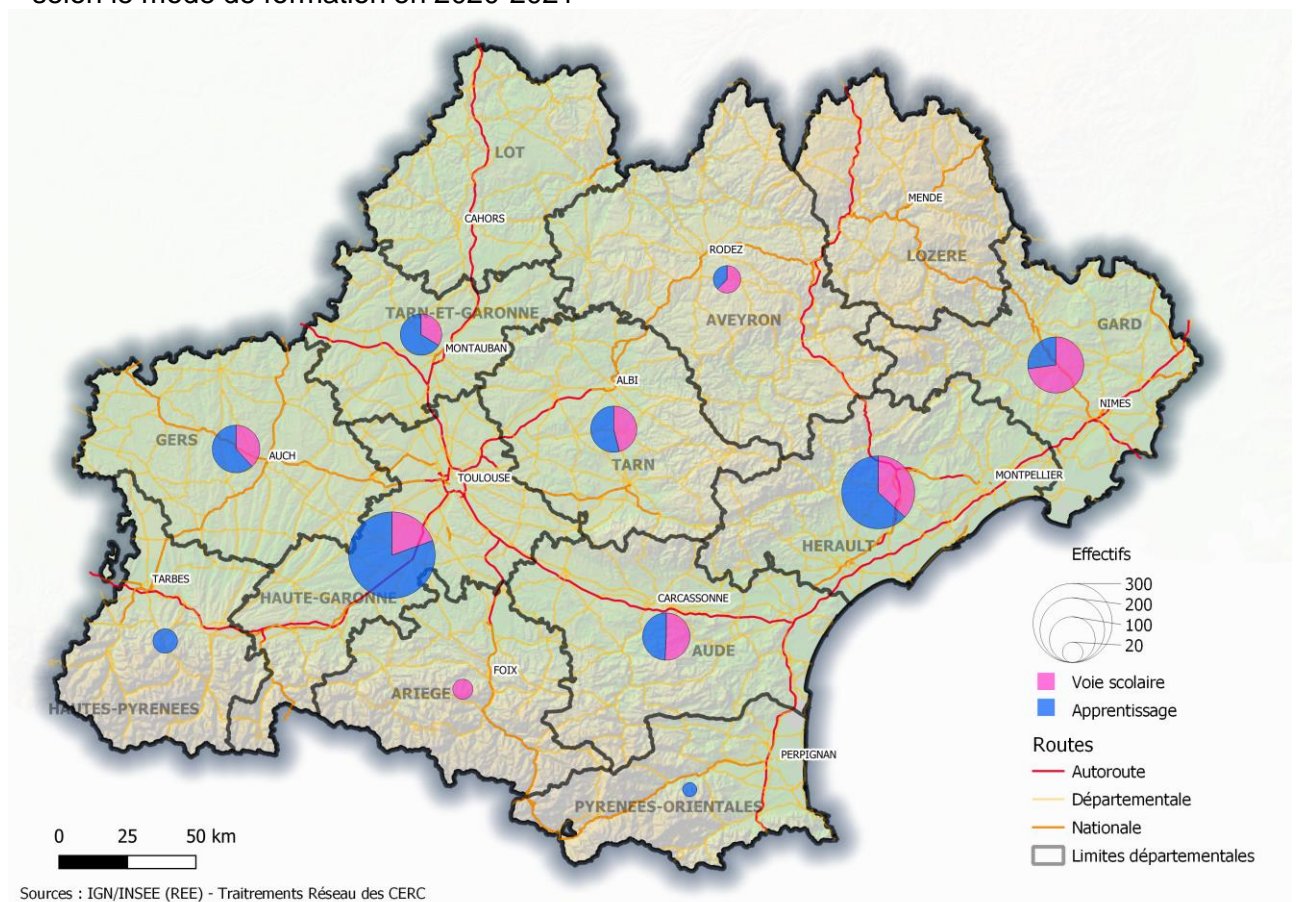 selon le mode de formation en 2020-2021
LOT
MENDE
CAHORS
RODEZ
LOZERE
TARN-ET-GARONNE
AVEYRON
GARD
MONTAUBAN
ALBI
NIMES
GERS
AUCH
TARN
TOULOUSE
MONTPELLIER
HERAULT
Effectifs
TARBES
HAUTE-GARONNE
CARCASSONNE
300
200
100
20
AUDE
FOIX
ARIEGE
Voie scolaire
HAUTES-PYRENEES
Apprentissage
Routes
PERPIGNAN
Autoroute
Départementale
PYRENEES-ORIENTALES
Nationale
0 25 50 km
Limites départementales
Sources : IGN/INSEE (REE) - Traitements Réseau des CERC